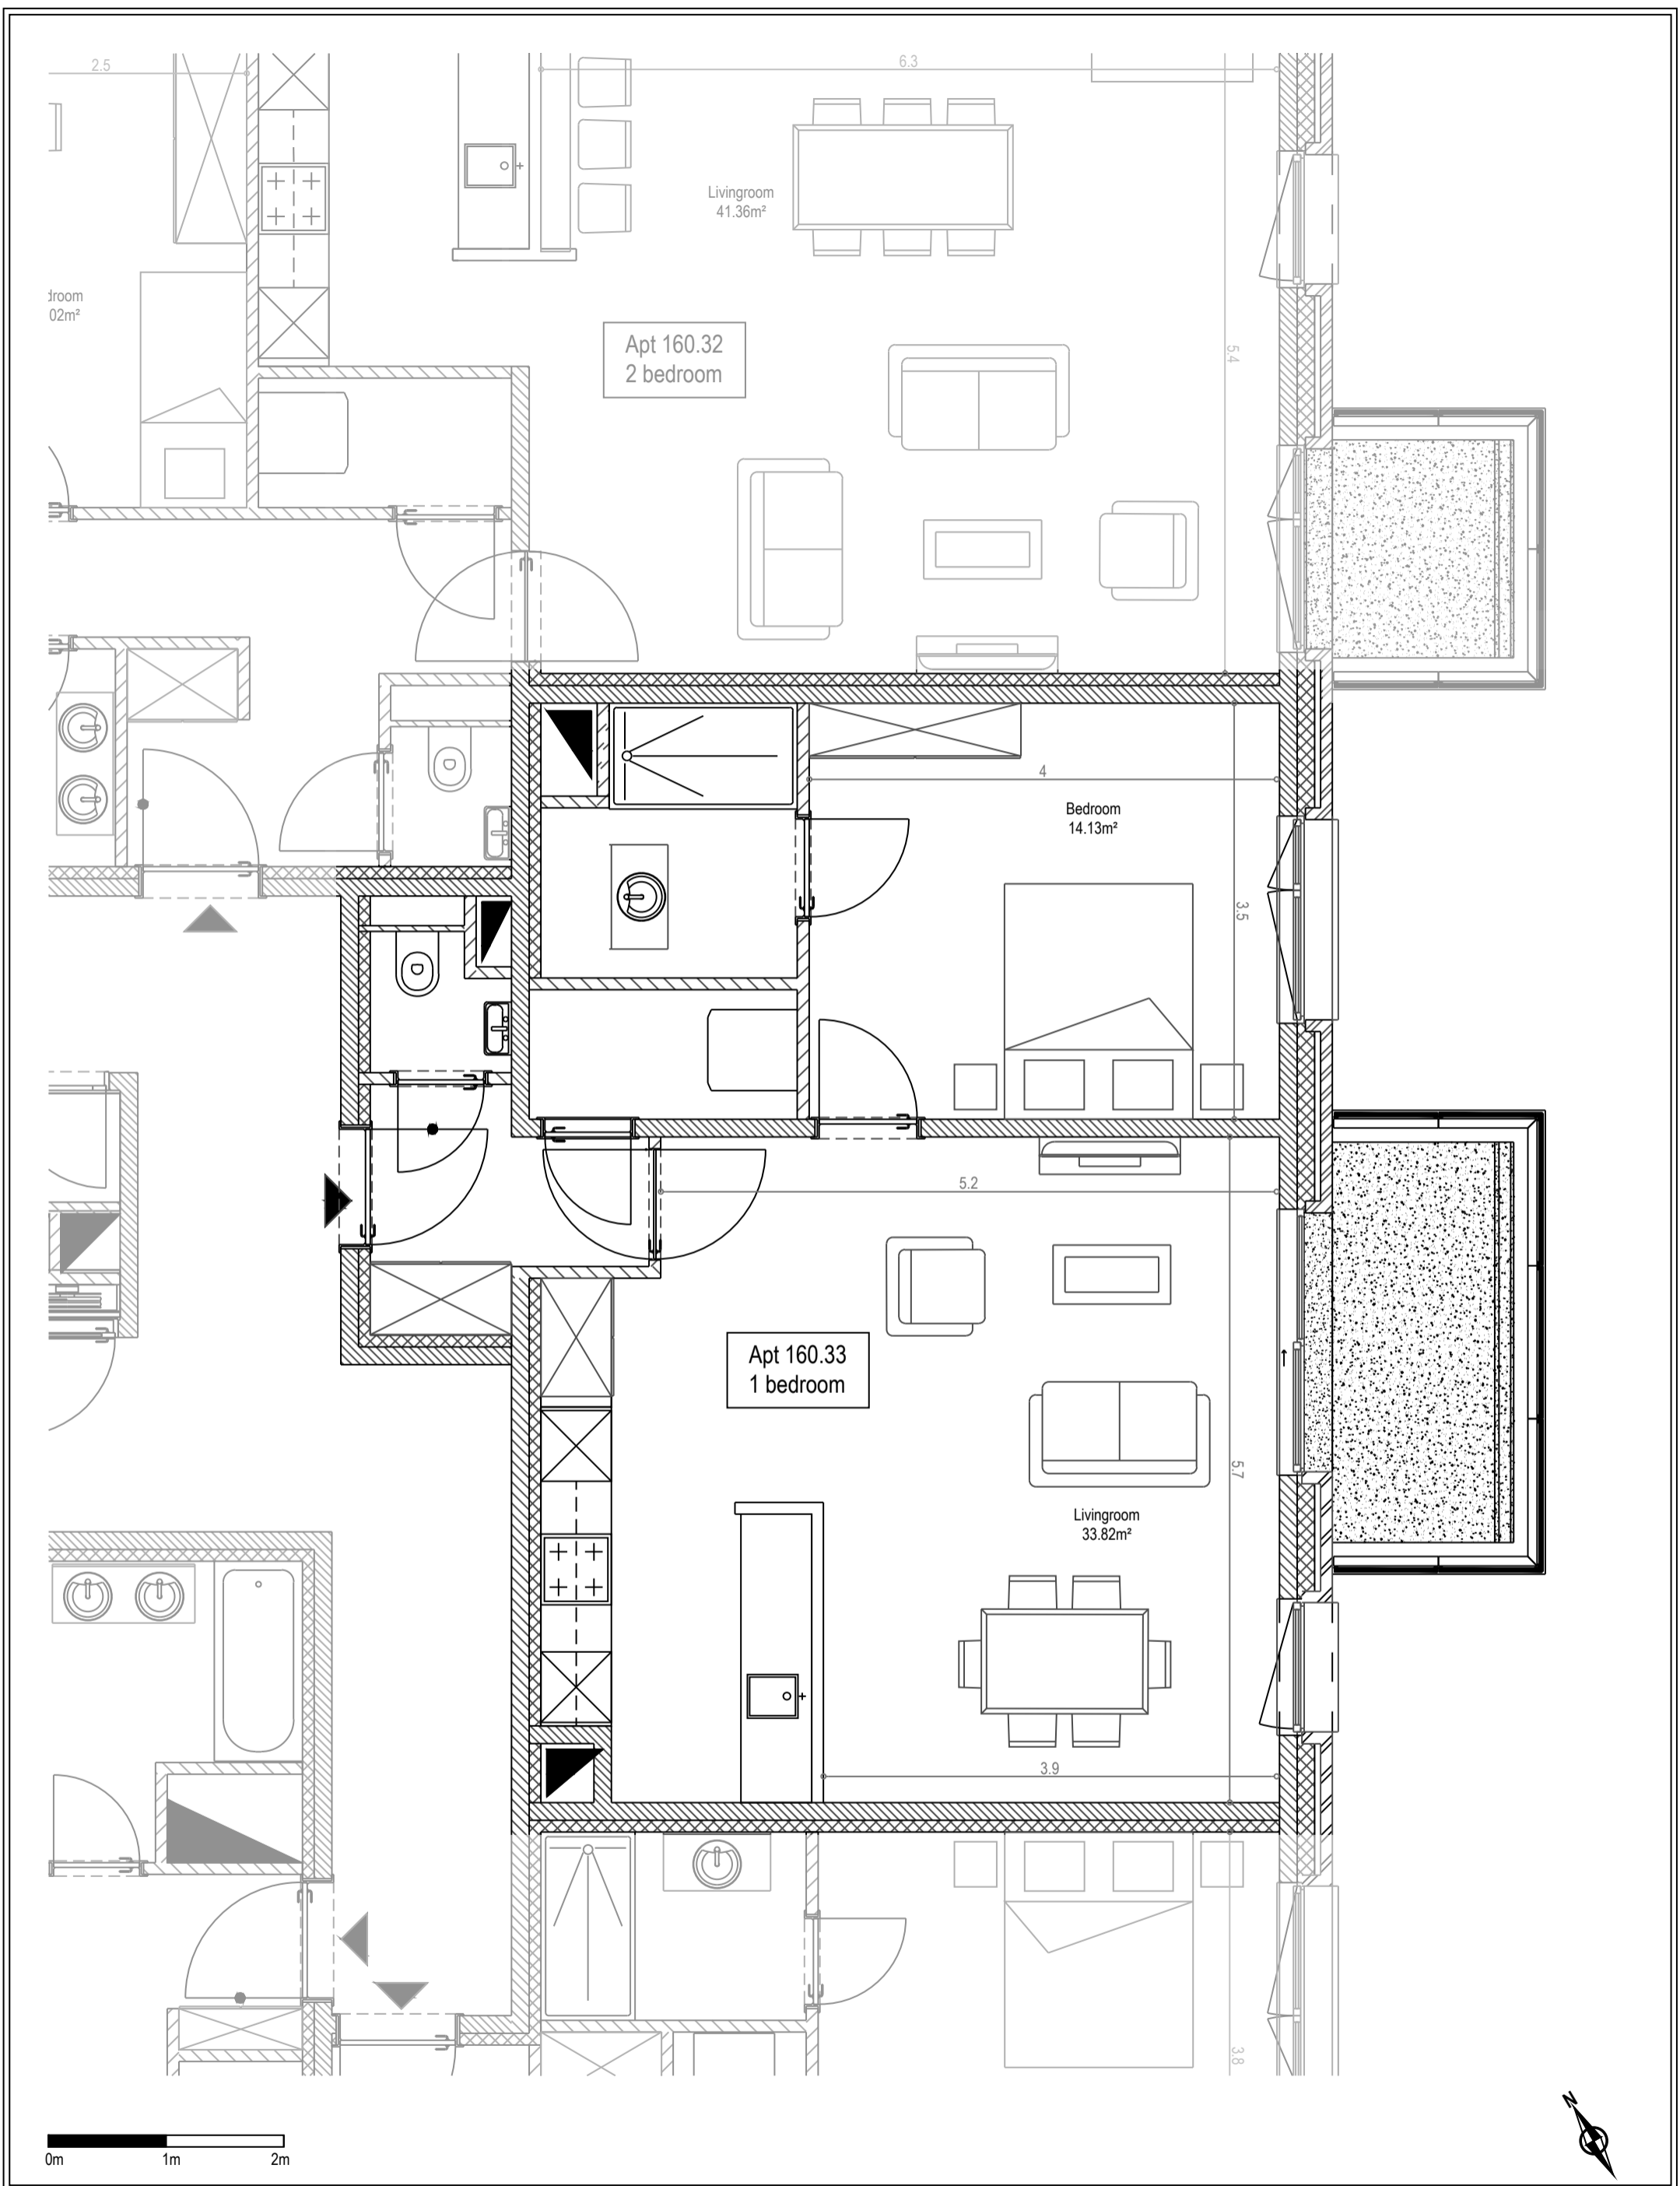 2.5
6.3
Livingroom
41.36m²
droom
02m²
Apt 160.32
2 bedroom
5.4
4
Bedroom
14.13m²
3.5
5.2
Apt 160.33
1 bedroom
5.7
Livingroom
33.82m²
3.9
3.8
N
0m 1m 2m